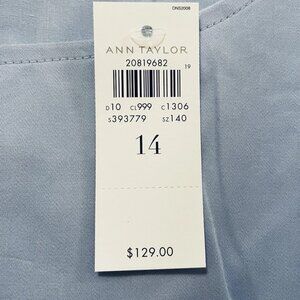 DNS2008
ANN TAYLOR
20819682
19
D10 CL999 C1306
S393779 SZ140
14
$129.00